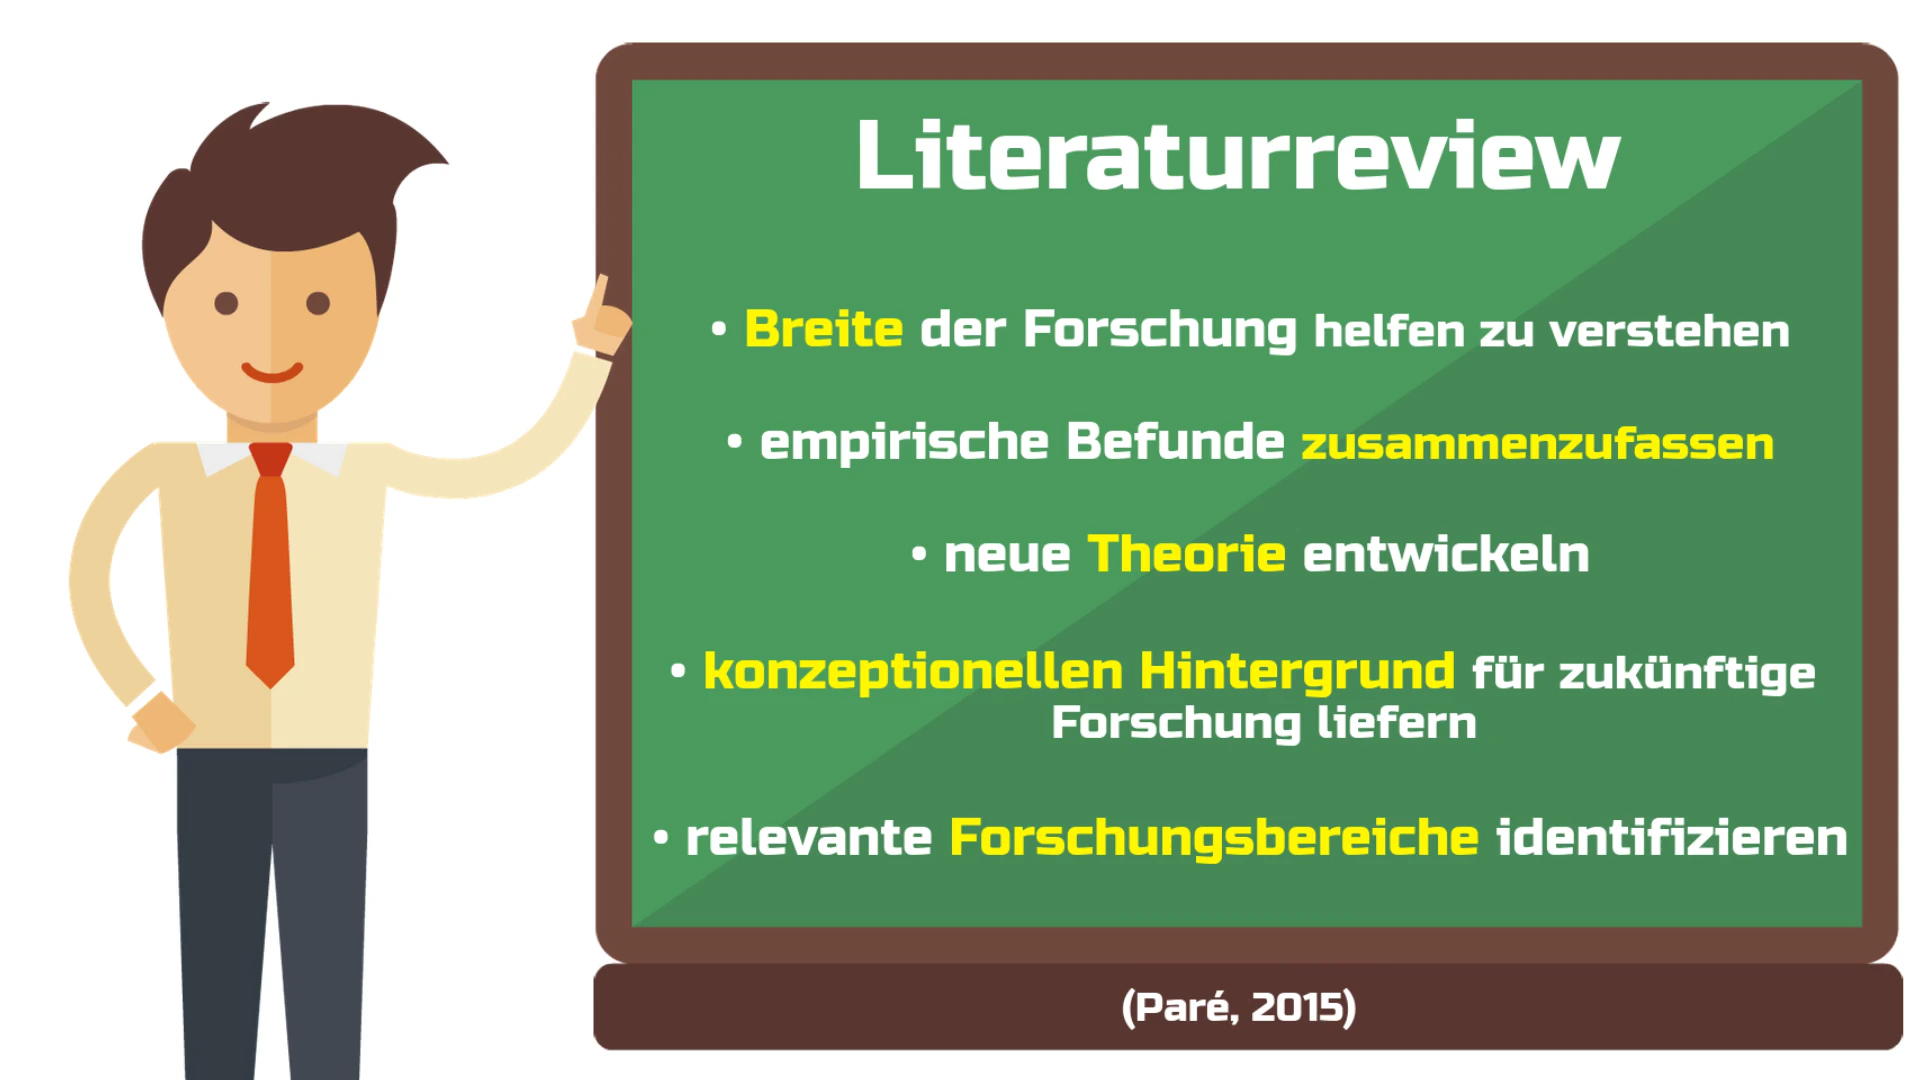 Literaturreview
• Breite der Forschung helfen zu verstehen
• empirische Befunde zusammenzufassen
• neue Theorie entwickeln
• konzeptionellen Hintergrund für zukünftige
Forschung liefern
• relevante Forschungsbereiche identifizieren
(Paré, 2015)